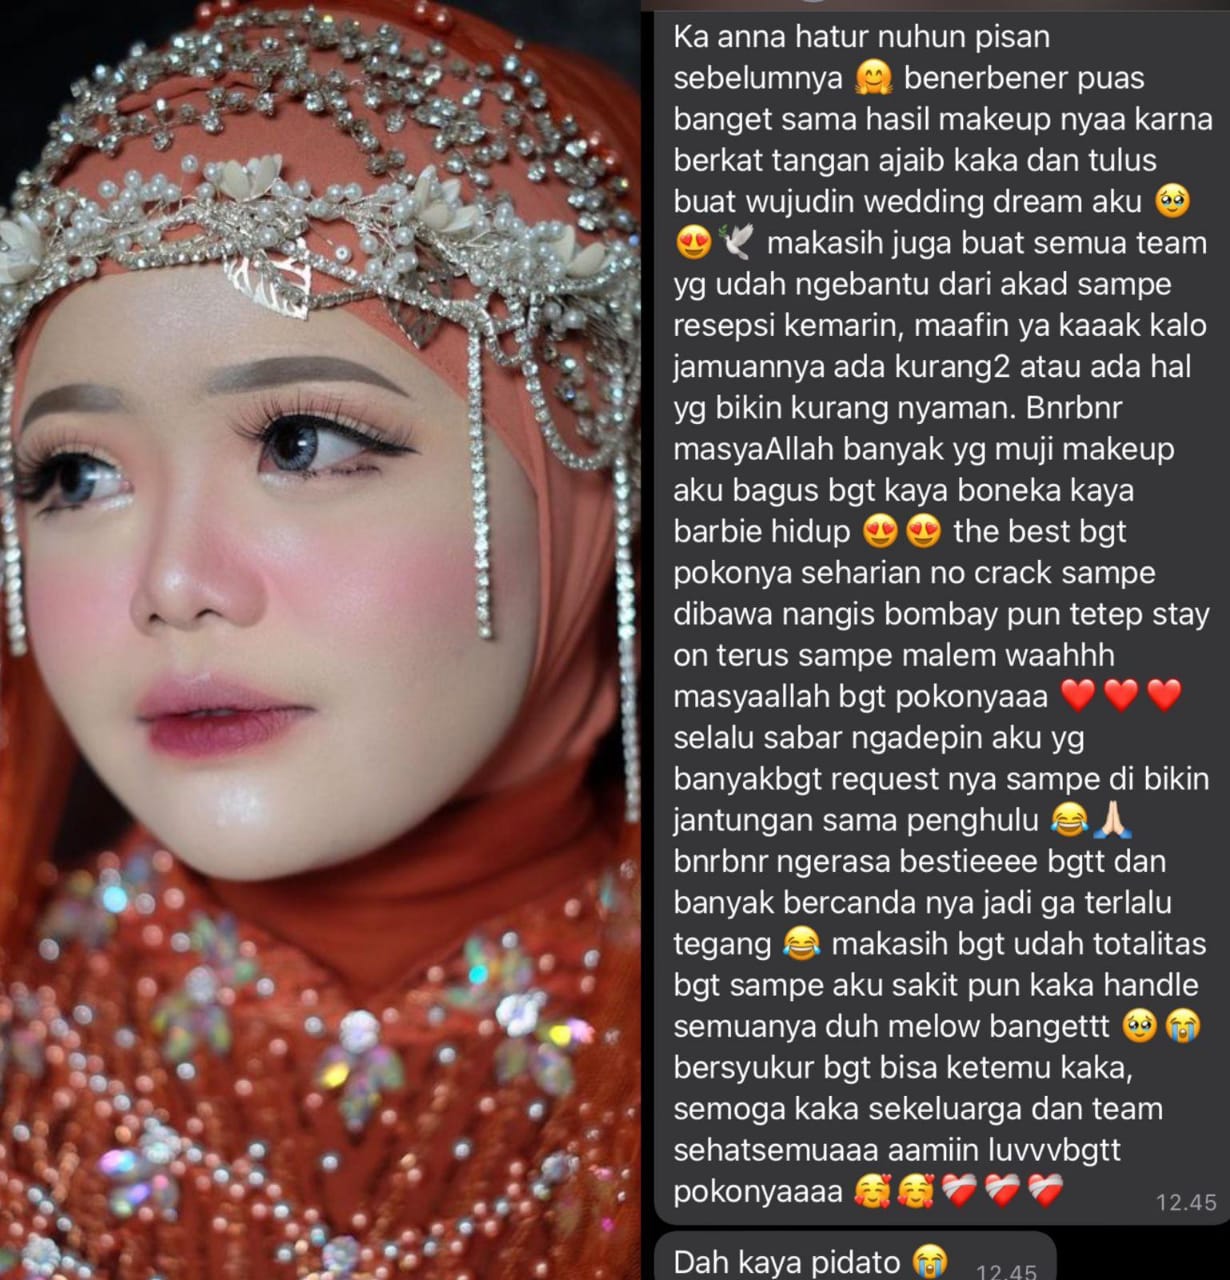 Ka anna hatur nuhun pisan
sebelumnya 🤗 benerbener puas
banget sama hasil makeup nyaa karna
berkat tangan ajaib kaka dan tulus
buat wujudin wedding dream aku 🥹
😍🕊️ makasih juga buat semua team
yg udah ngebantu dari akad sampe
resepsi kemarin, maafin ya kaaak kalo
jamuannya ada kurang2 atau ada hal
yg bikin kurang nyaman. Bnrbnr
masyaAllah banyak yg muji makeup
aku bagus bgt kaya boneka kaya
barbie hidup 😍😍 the best bgt
pokonya seharian no crack sampe
dibawa nangis bombay pun tetep stay
on terus sampe malem waahhh
masyaallah bgt pokonyaaa ❤️❤️❤️
selalu sabar ngadepin aku yg
banyakbgt request nya sampe di bikin
jantungan sama penghulu 😂🙏🏻
bnrbnr ngerasa bestieeee bgtt dan
banyak bercanda nya jadi ga terlalu
tegang 😂 makasih bgt udah totalitas
bgt sampe aku sakit pun kaka handle
semuanya duh melow bangettt 🥹😭
bersyukur bgt bisa ketemu kaka,
semoga kaka sekeluarga dan team
sehatsemuaaa aamiin luvvvbgtt
pokonyaaaa 🥰🥰❤️‍🩹❤️‍🩹❤️‍🩹
12.45
Dah kaya pidato 😭
12.45